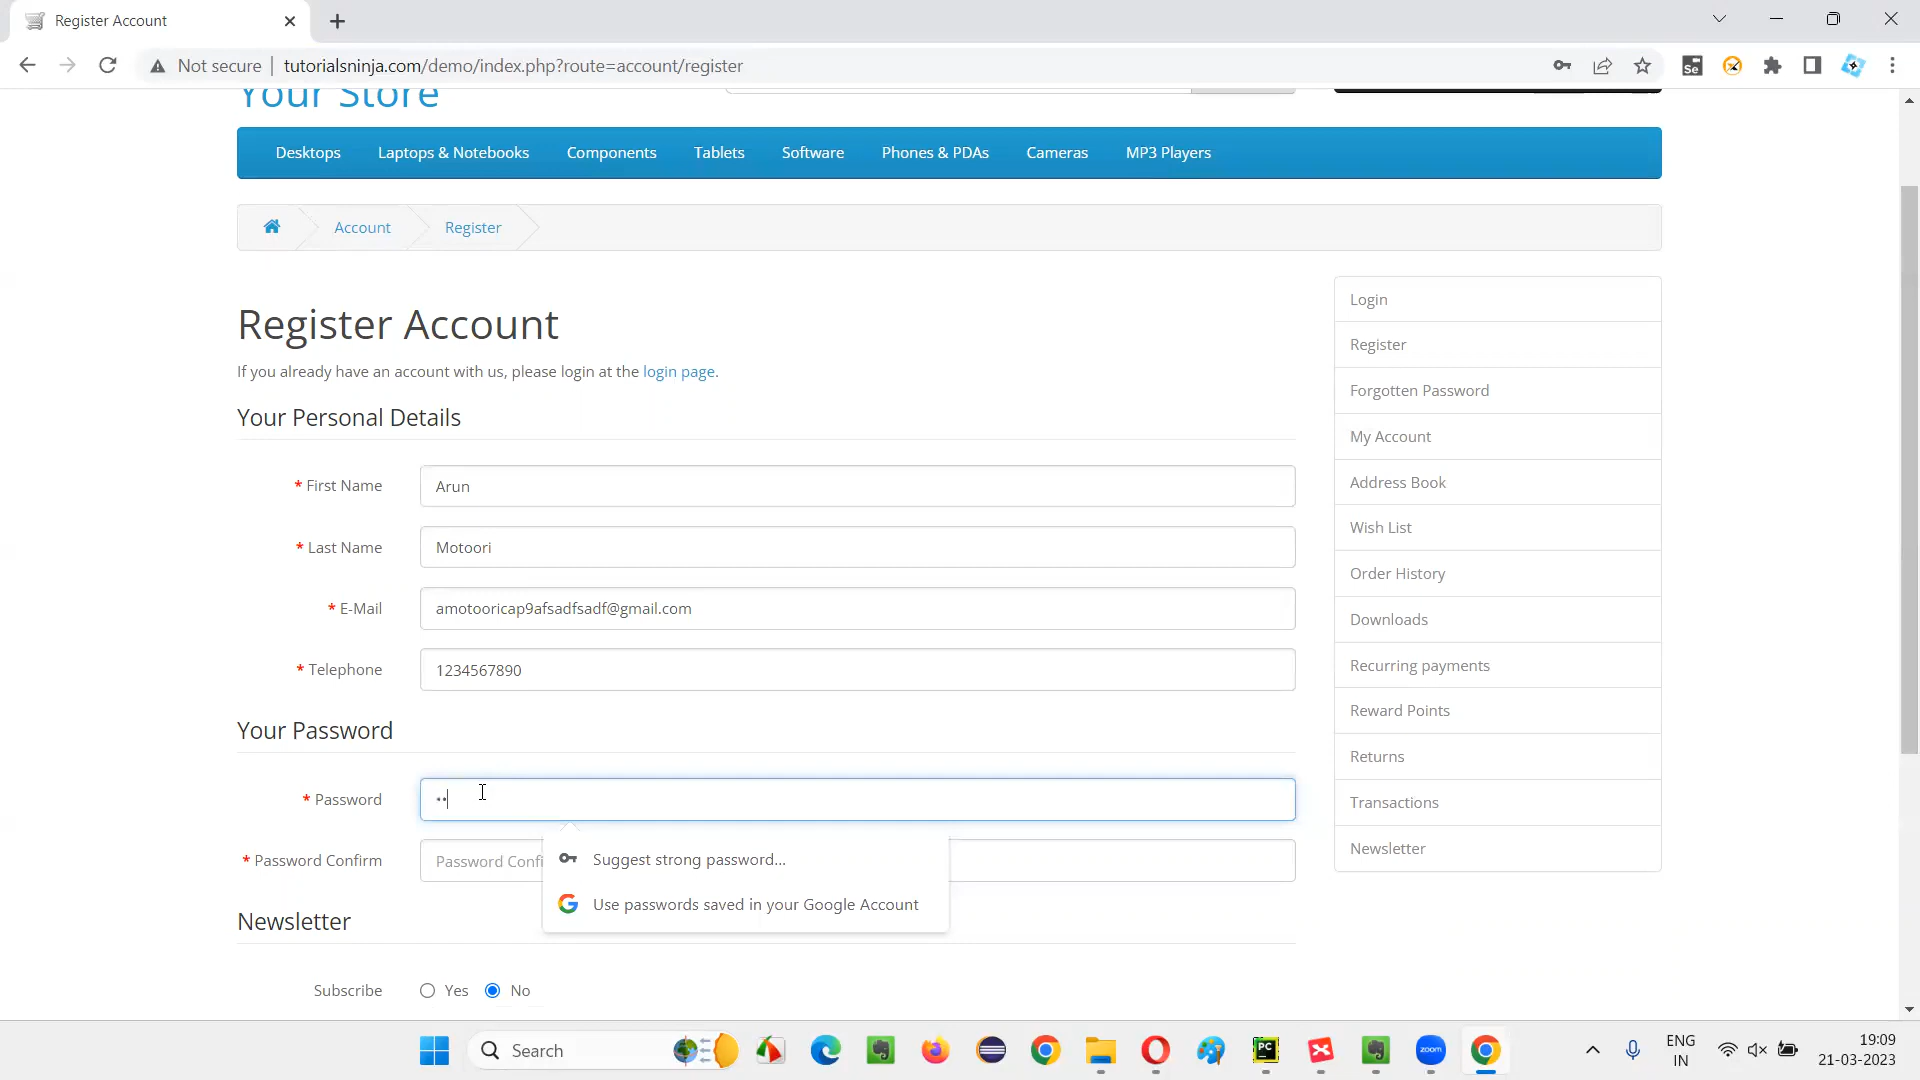 Register Account
Not secure
tutorialsninja.com/demo/index.php?route=account/register
Your Store
Desktops
Laptops & Notebooks
Components
Tablets
Software
Phones & PDAs
Cameras
MP3 Players
Account
Register
Register Account
If you already have an account with us, please login at the login page.
Your Personal Details
* First Name
Arun
* Last Name
Motoori
* E-Mail
amotooricap9afsadfsadf@gmail.com
* Telephone
1234567890
Your Password
* Password
••
* Password Confirm
Password Confi
Suggest strong password...
Use passwords saved in your Google Account
Newsletter
Subscribe
Yes
No
Login
Register
Forgotten Password
My Account
Address Book
Wish List
Order History
Downloads
Recurring payments
Reward Points
Returns
Transactions
Newsletter
Se
Search
PC
zoom
ENG
IN
19:09
21-03-2023